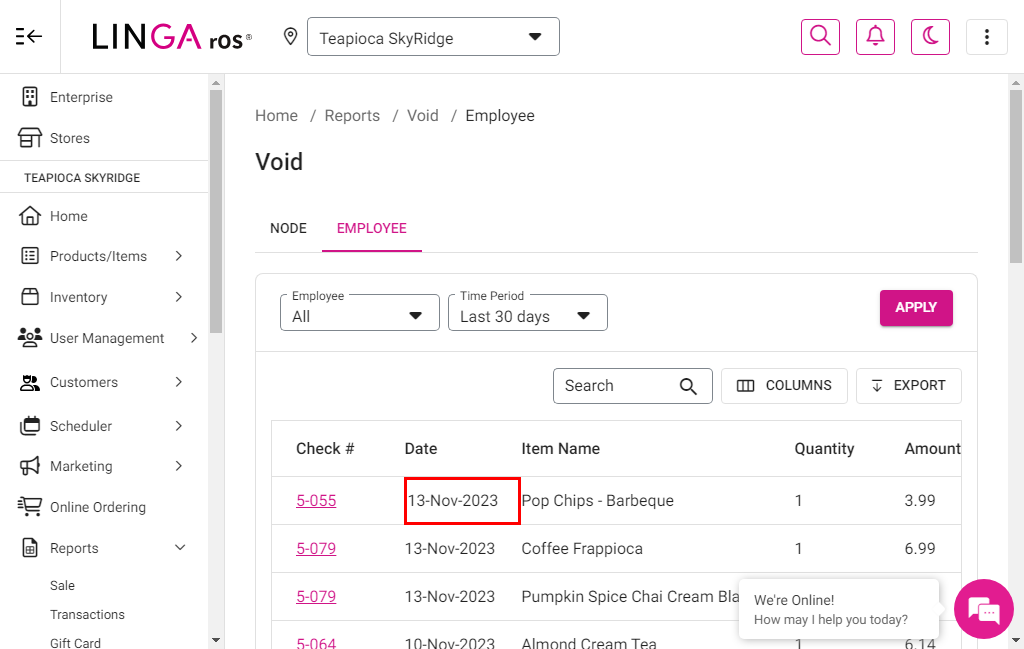 LINGA ros®
Teapioca SkyRidge
Enterprise
Stores
TEAPIOCA SKYRIDGE
Home
Products/Items
Inventory
User Management
Customers
Scheduler
Marketing
Online Ordering
Reports
Sale
Transactions
Gift Card
Home / Reports / Void / Employee
Void
NODE EMPLOYEE
Employee
All
Time Period
Last 30 days
APPLY
Search
COLUMNS
EXPORT
Check # Date Item Name Quantity Amount
5-055 13-Nov-2023 Pop Chips - Barbeque 1 3.99
5-079 13-Nov-2023 Coffee Frappioca 1 6.99
5-079 13-Nov-2023 Pumpkin Spice Chai Cream Bla
5-064 10-Nov-2023 Almond Cream Tea 1 6.14
We're Online!
How may I help you today?